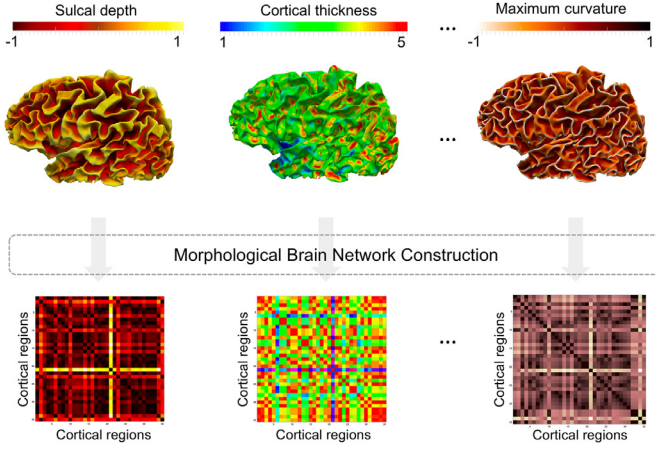 Sulcal depth
Cortical thickness
...
Maximum curvature
-1
1
1
5
-1
1
...
Morphological Brain Network Construction
Cortical regions
Cortical regions
...
Cortical regions
Cortical regions
Cortical regions
Cortical regions